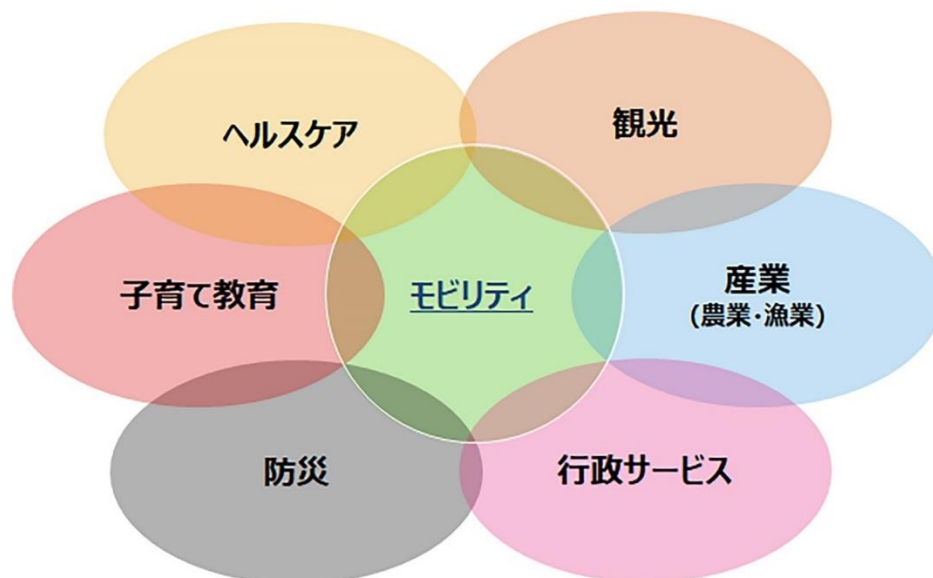 ヘルスケア
観光
子育て教育
モビリティ
産業
(農業・漁業)
防災
行政サービス